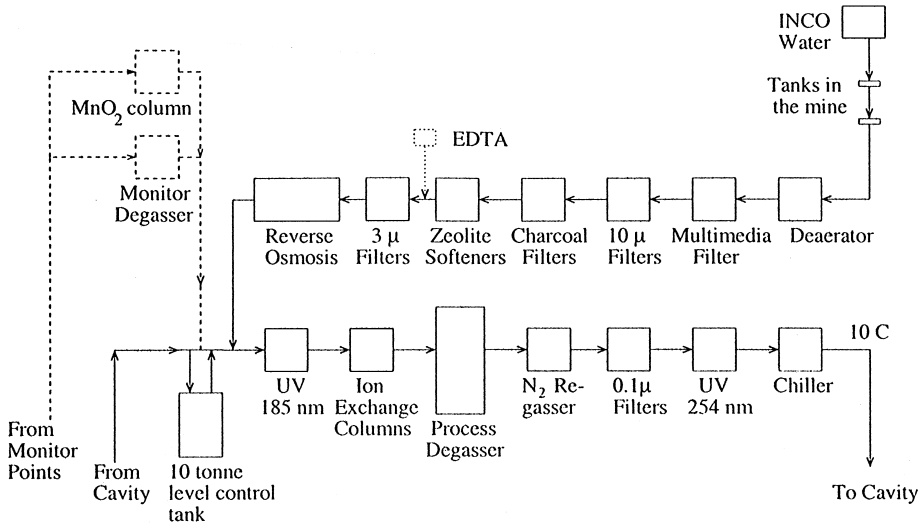 INCO
Water
Tanks in
the mine
MnO2 column
Monitor
Degasser
EDTA
Reverse
Osmosis
3 μ
Filters
Zeolite
Softeners
Charcoal
Filters
10 μ
Filters
Multimedia
Filter
Deaerator
UV
185 nm
Ion
Exchange
Columns
Process
Degasser
N2 Re-
gasser
0.1μ
Filters
UV
254 nm
Chiller
10 C
From
Monitor
Points
From
Cavity
10 tonne
level control
tank
To Cavity